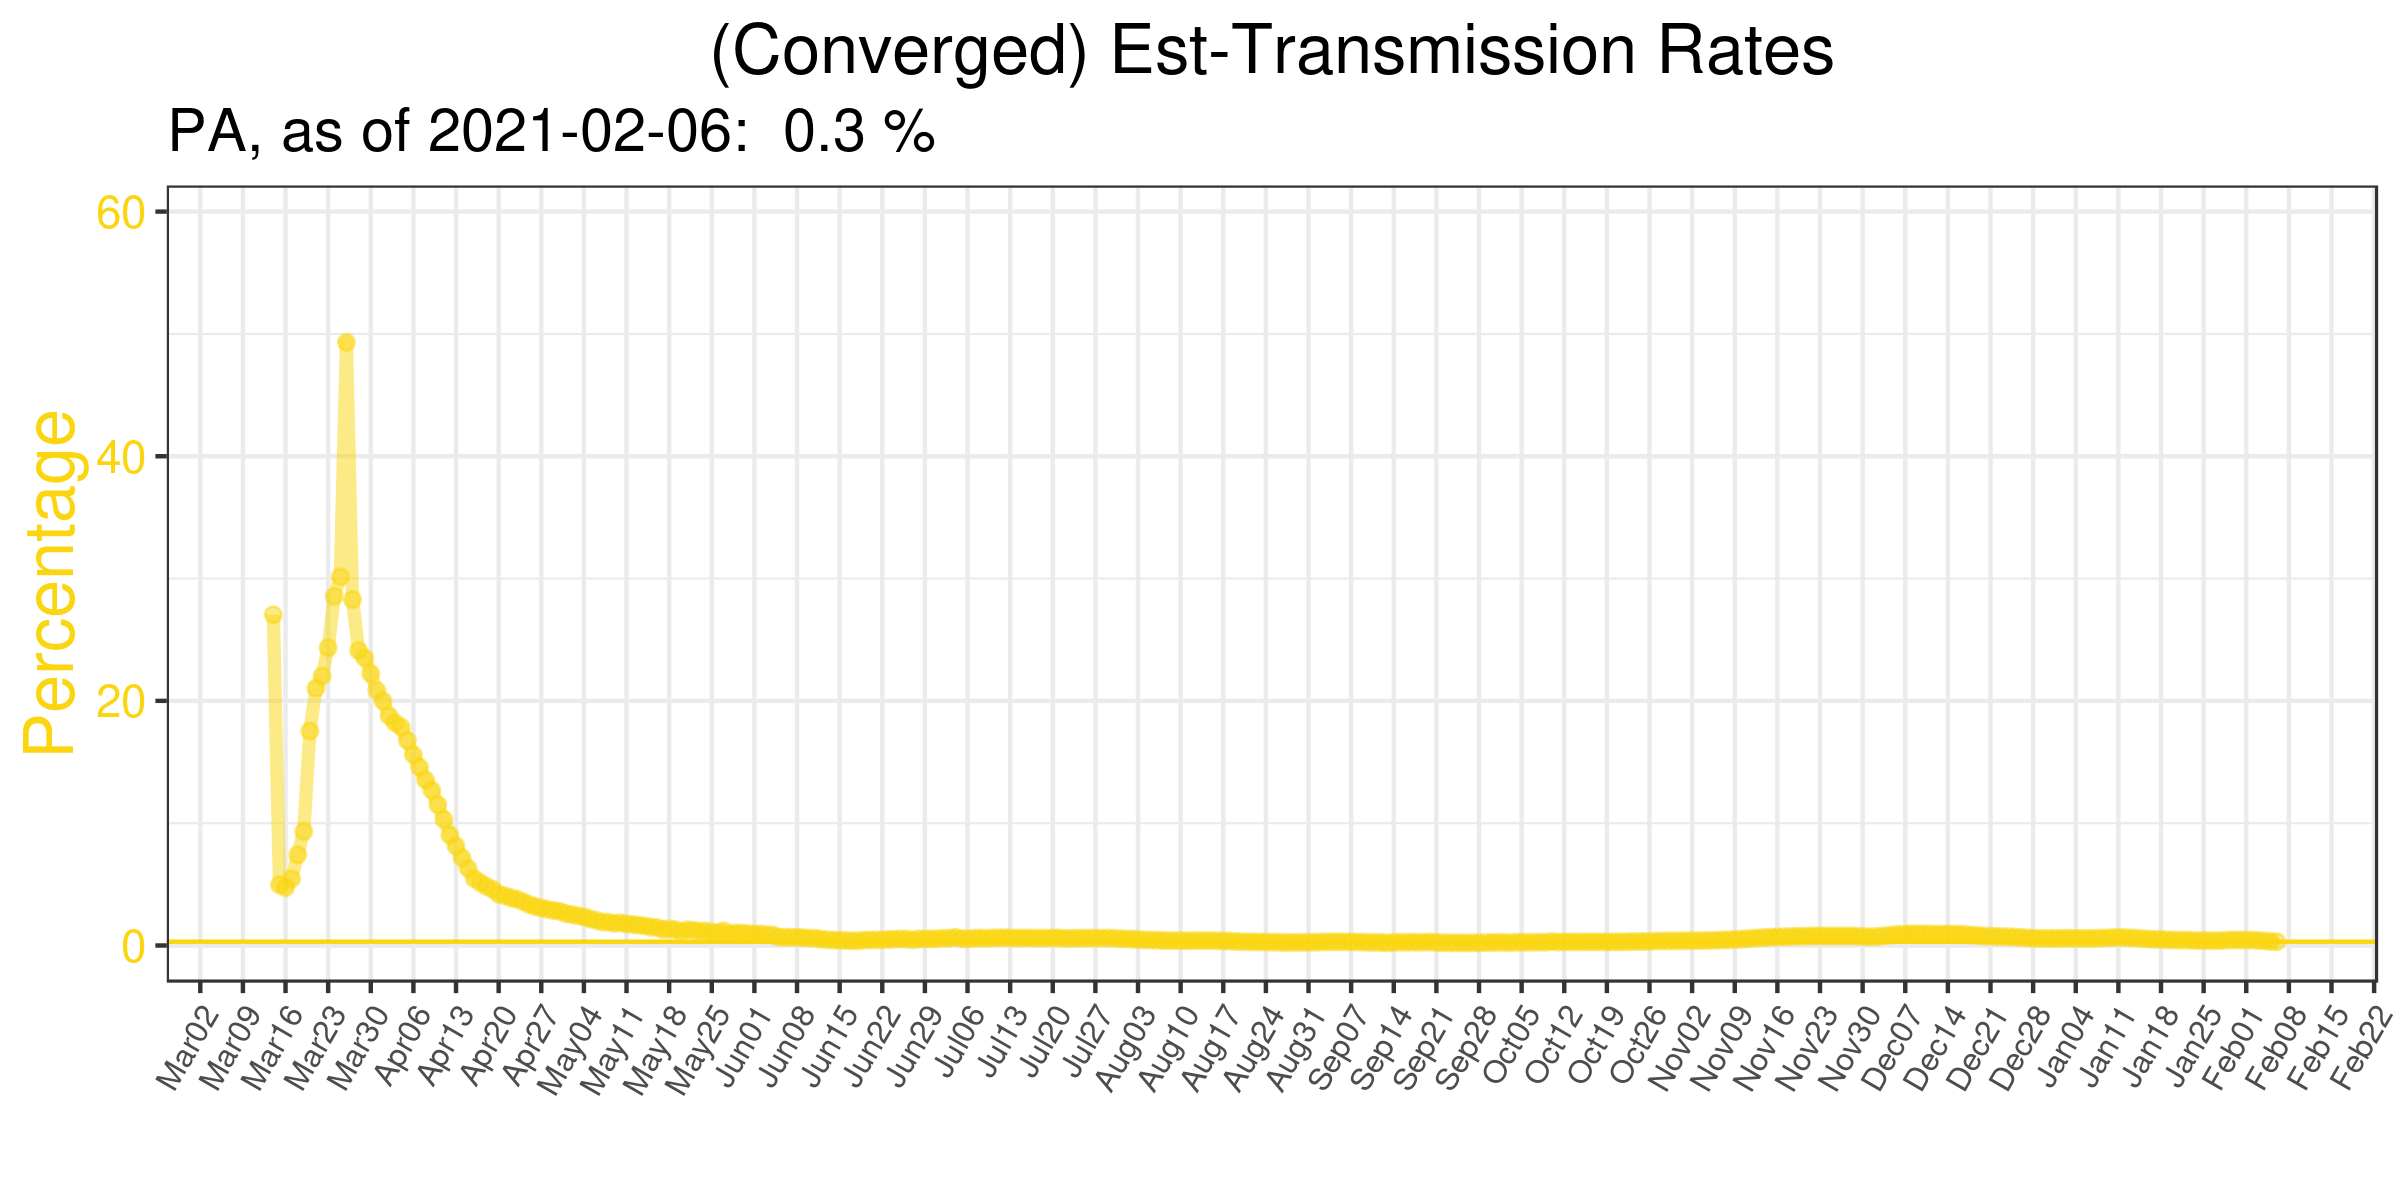 (Converged) Est-Transmission Rates
PA, as of 2021-02-06:  0.3 %
Percentage
60
40
20
0
Mar02 Mar09 Mar16 Mar23 Mar30 Apr06 Apr13 Apr20 Apr27 May04 May11 May18 May25 Jun01 Jun08 Jun15 Jun22 Jun29 Jul06 Jul13 Jul20 Jul27 Aug03 Aug10 Aug17 Aug24 Aug31 Sep07 Sep14 Sep21 Sep28 Oct05 Oct12 Oct19 Oct26 Nov02 Nov09 Nov16 Nov23 Nov30 Dec07 Dec14 Dec21 Dec28 Jan04 Jan11 Jan18 Jan25 Feb01 Feb08 Feb15 Feb22